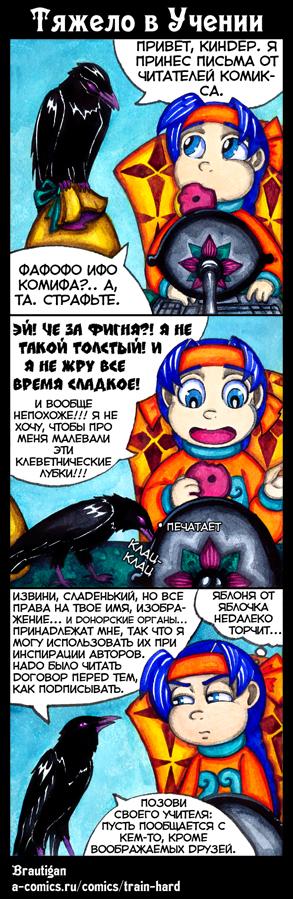 Тяжело в Учении
ПРИВЕТ, КИНДЕР. Я
ПРИНЕС ПИСЬМА ОТ
ЧИТАТЕЛЕЙ КОМИК-
СА.
ФАФОФО ИФО
КОМИФА?.. А,
ТА. СТРАФЬТЕ.
ЭЙ! ЧЕ ЗА ФИГНЯ?! Я НЕ
ТАКОЙ ТОЛСТЫЙ! И
Я НЕ ЖРУ ВСЕ
ВРЕМЯ СЛАДКОЕ!
И ВООБЩЕ
НЕПОХОЖЕ!!! Я НЕ
ХОЧУ, ЧТОБЫ ПРО
МЕНЯ МАЛЕВАЛИ
ЭТИ
КЛЕВЕТНИЧЕСКИЕ
ЛУБКИ!!!
• ПЕЧАТАЕТ
КЛАЦ-
КЛАЦ
ИЗВИНИ, СЛАДЕНЬКИЙ, НО ВСЕ
ПРАВА НА ТВОЕ ИМЯ, ИЗОБРА-
ЖЕНИЕ... И ДОНОРСКИЕ ОРГАНЫ...
ПРИНАДЛЕЖАТ МНЕ, ТАК ЧТО Я
МОГУ ИСПОЛЬЗОВАТЬ ИХ ПРИ
ИНСПИРАЦИИ АВТОРОВ.
НАДО БЫЛО ЧИТАТЬ
ДОГОВОР ПЕРЕД ТЕМ,
КАК ПОДПИСЫВАТЬ.
ЯБЛОНЯ ОТ
ЯБЛОЧКА
НЕДАЛЕКО
ТОРЧИТ...
ПОЗОВИ
СВОЕГО УЧИТЕЛЯ:
ПУСТЬ ПООБЩАЕТСЯ С
КЕМ-ТО, КРОМЕ
ВООБРАЖАЕМЫХ ДРУЗЕЙ.
Brautigan
a-comics.ru/comics/train-hard